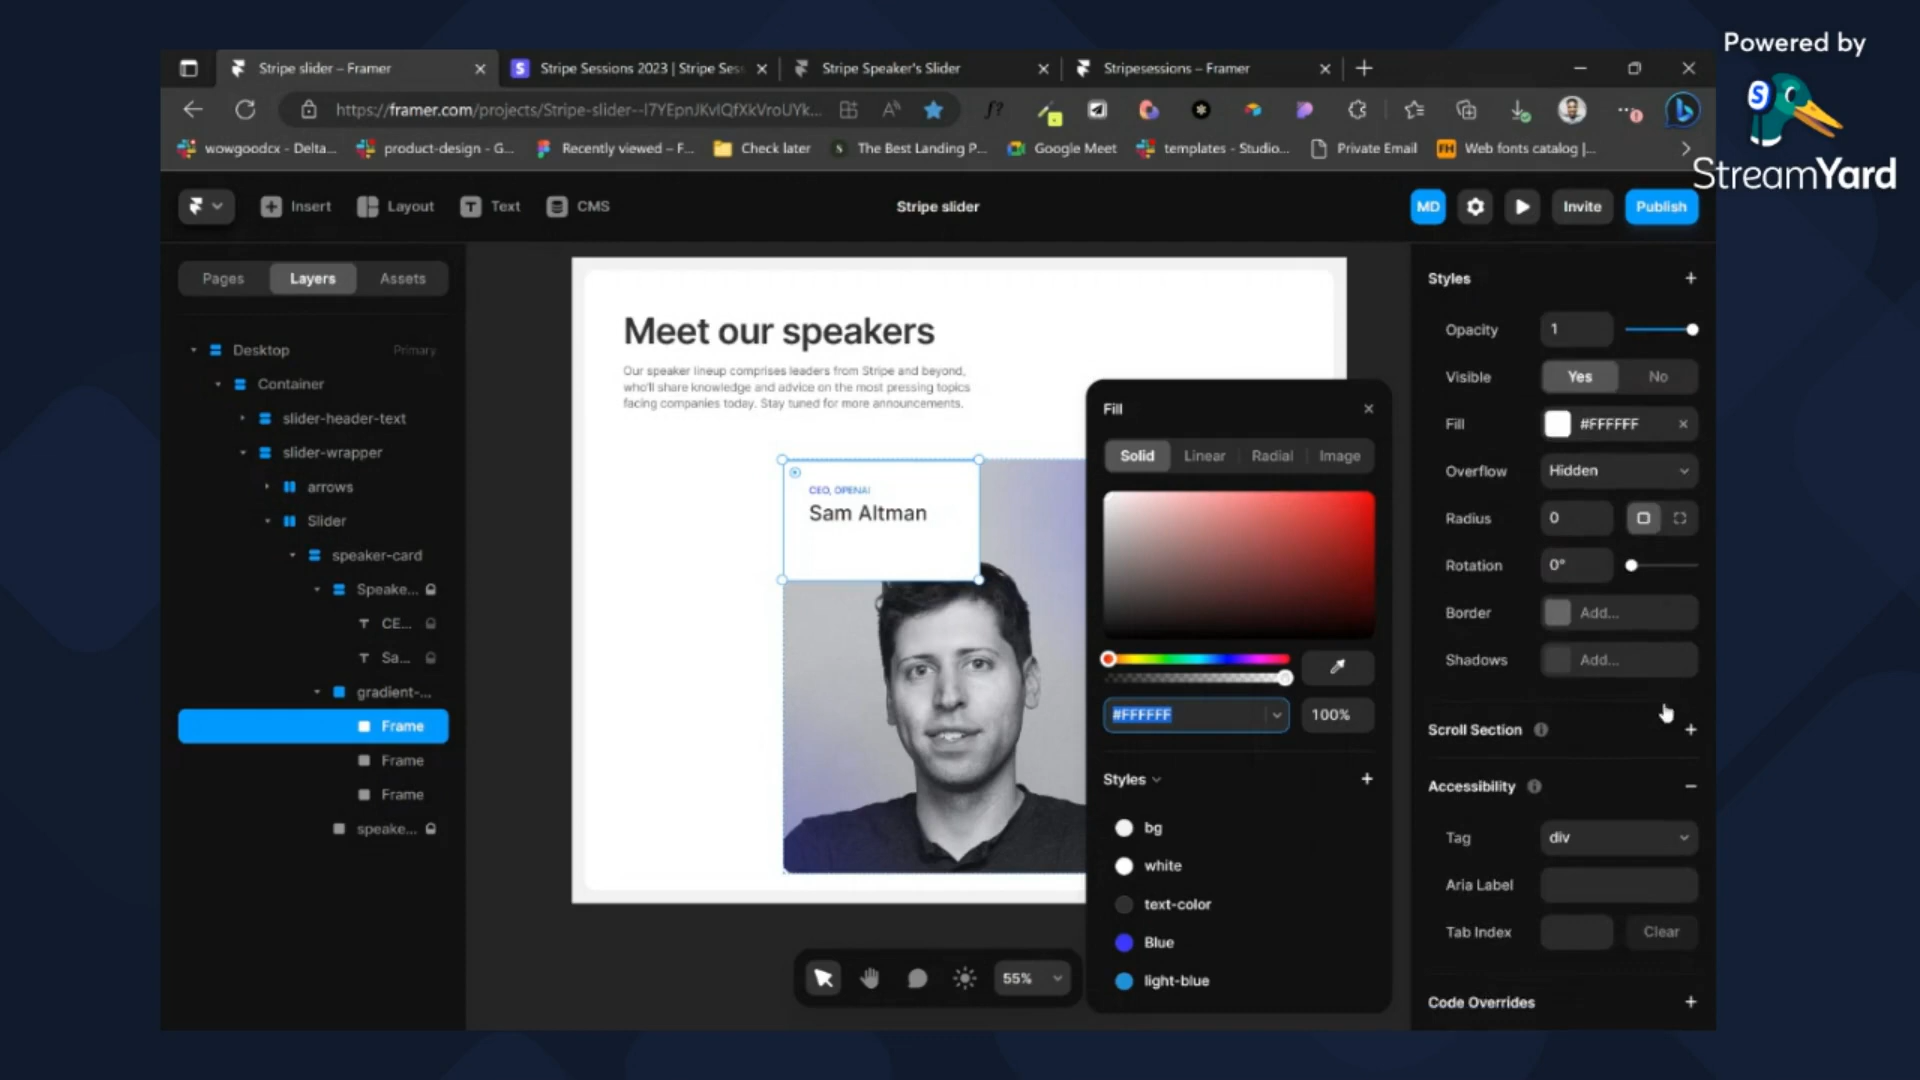 Powered by
StreamYard
Stripe slider – Framer
Stripe Sessions 2023 | Stripe Ses
Stripe Speaker's Slider
Stripesessions – Framer
https://framer.com/projects/Stripe-slider--l7YEpnJKvlQfXkVroUYk...
wowgoodcx - Delta...
product-design - G...
Recently viewed – F...
Check later
The Best Landing P...
Google Meet
templates - Studio...
Private Email
FH
Web fonts catalog |...
Insert
Layout
Text
CMS
Stripe slider
MD
Invite
Publish
Pages
Layers
Assets
Desktop
Primary
Container
slider-header-text
slider-wrapper
arrows
Slider
speaker-card
Speake...
CE...
Sa...
gradient-...
Frame
Frame
Frame
speake...
Meet our speakers
Our speaker lineup comprises leaders from Stripe and beyond,
who'll share knowledge and advice on the most pressing topics
facing companies today. Stay tuned for more announcements.
CEO, OPENAI
Sam Altman
55%
Fill
Solid
Linear
Radial
Image
#FFFFFF
100%
Styles
bg
white
text-color
Blue
light-blue
Styles
Opacity
1
Visible
Yes
No
Fill
#FFFFFF
Overflow
Hidden
Radius
0
Rotation
0°
Border
Add...
Shadows
Add...
Scroll Section
Accessibility
Tag
div
Aria Label
Tab Index
Clear
Code Overrides